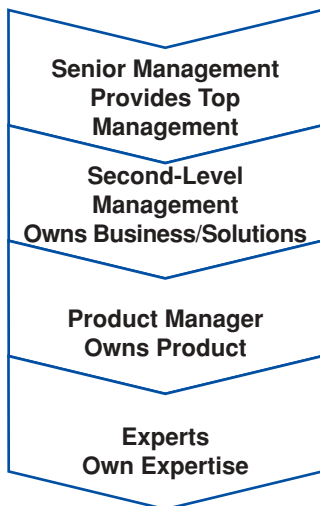 Senior Management
Provides Top
Management
Second-Level
Management
Owns Business/Solutions
Product Manager
Owns Product
Experts
Own Expertise